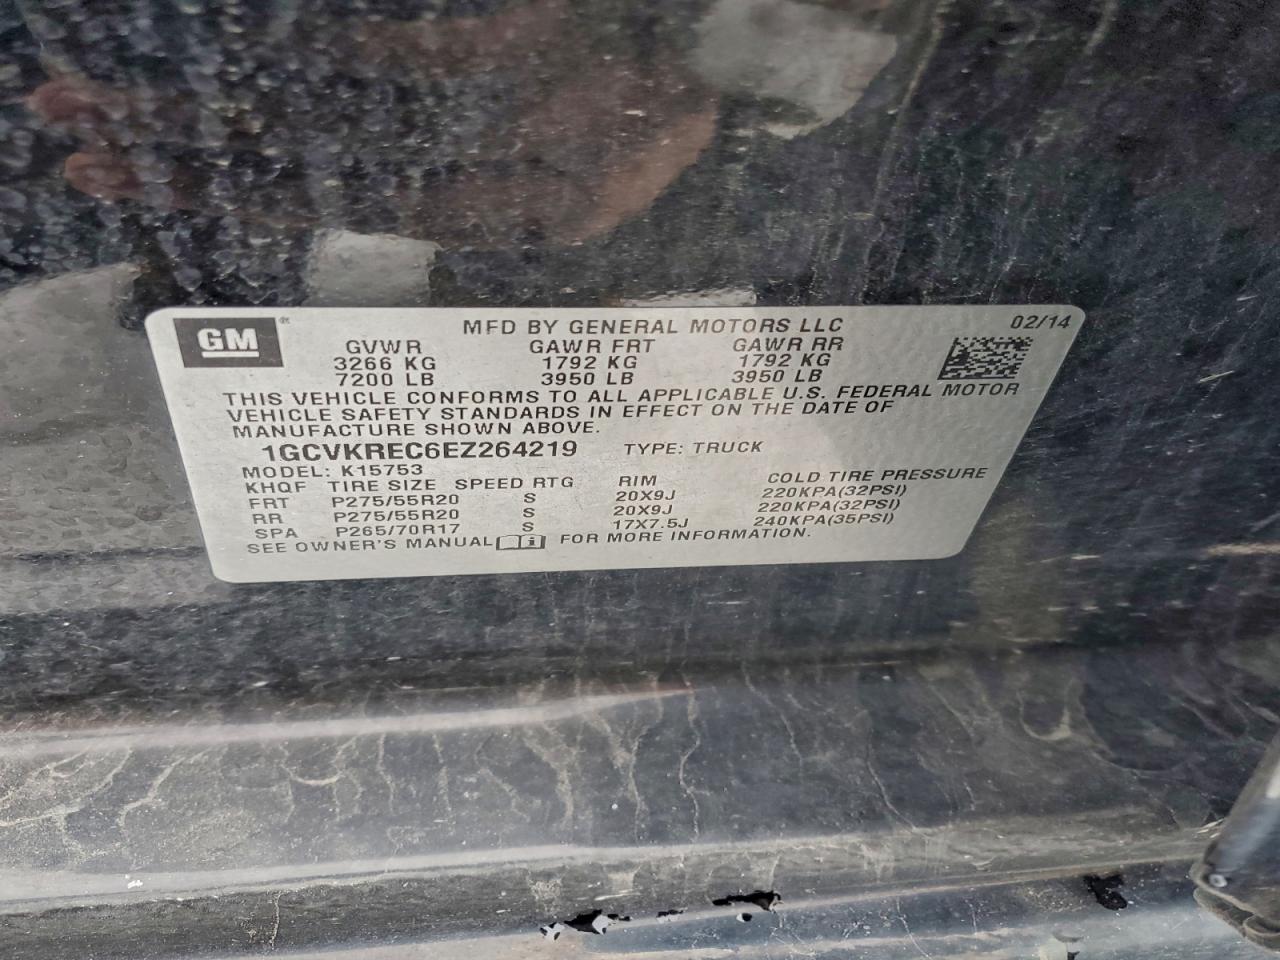 GM
MFD BY GENERAL MOTORS LLC 02/14
GVWR GAWR FRT GAWR RR
3266 KG 1792 KG 1792 KG
7200 LB 3950 LB 3950 LB
THIS VEHICLE CONFORMS TO ALL APPLICABLE U.S. FEDERAL MOTOR
VEHICLE SAFETY STANDARDS IN EFFECT ON THE DATE OF
MANUFACTURE SHOWN ABOVE.
1GCVKREC6EZ264219 TYPE: TRUCK
MODEL: K15753
KHQF TIRE SIZE SPEED RTG RIM COLD TIRE PRESSURE
FRT P275/55R20 S 20X9J 220KPA(32PSI)
RR P275/55R20 S 20X9J 220KPA(32PSI)
SPA P265/70R17 S 17X7.5J 240KPA(35PSI)
SEE OWNER'S MANUAL i FOR MORE INFORMATION.